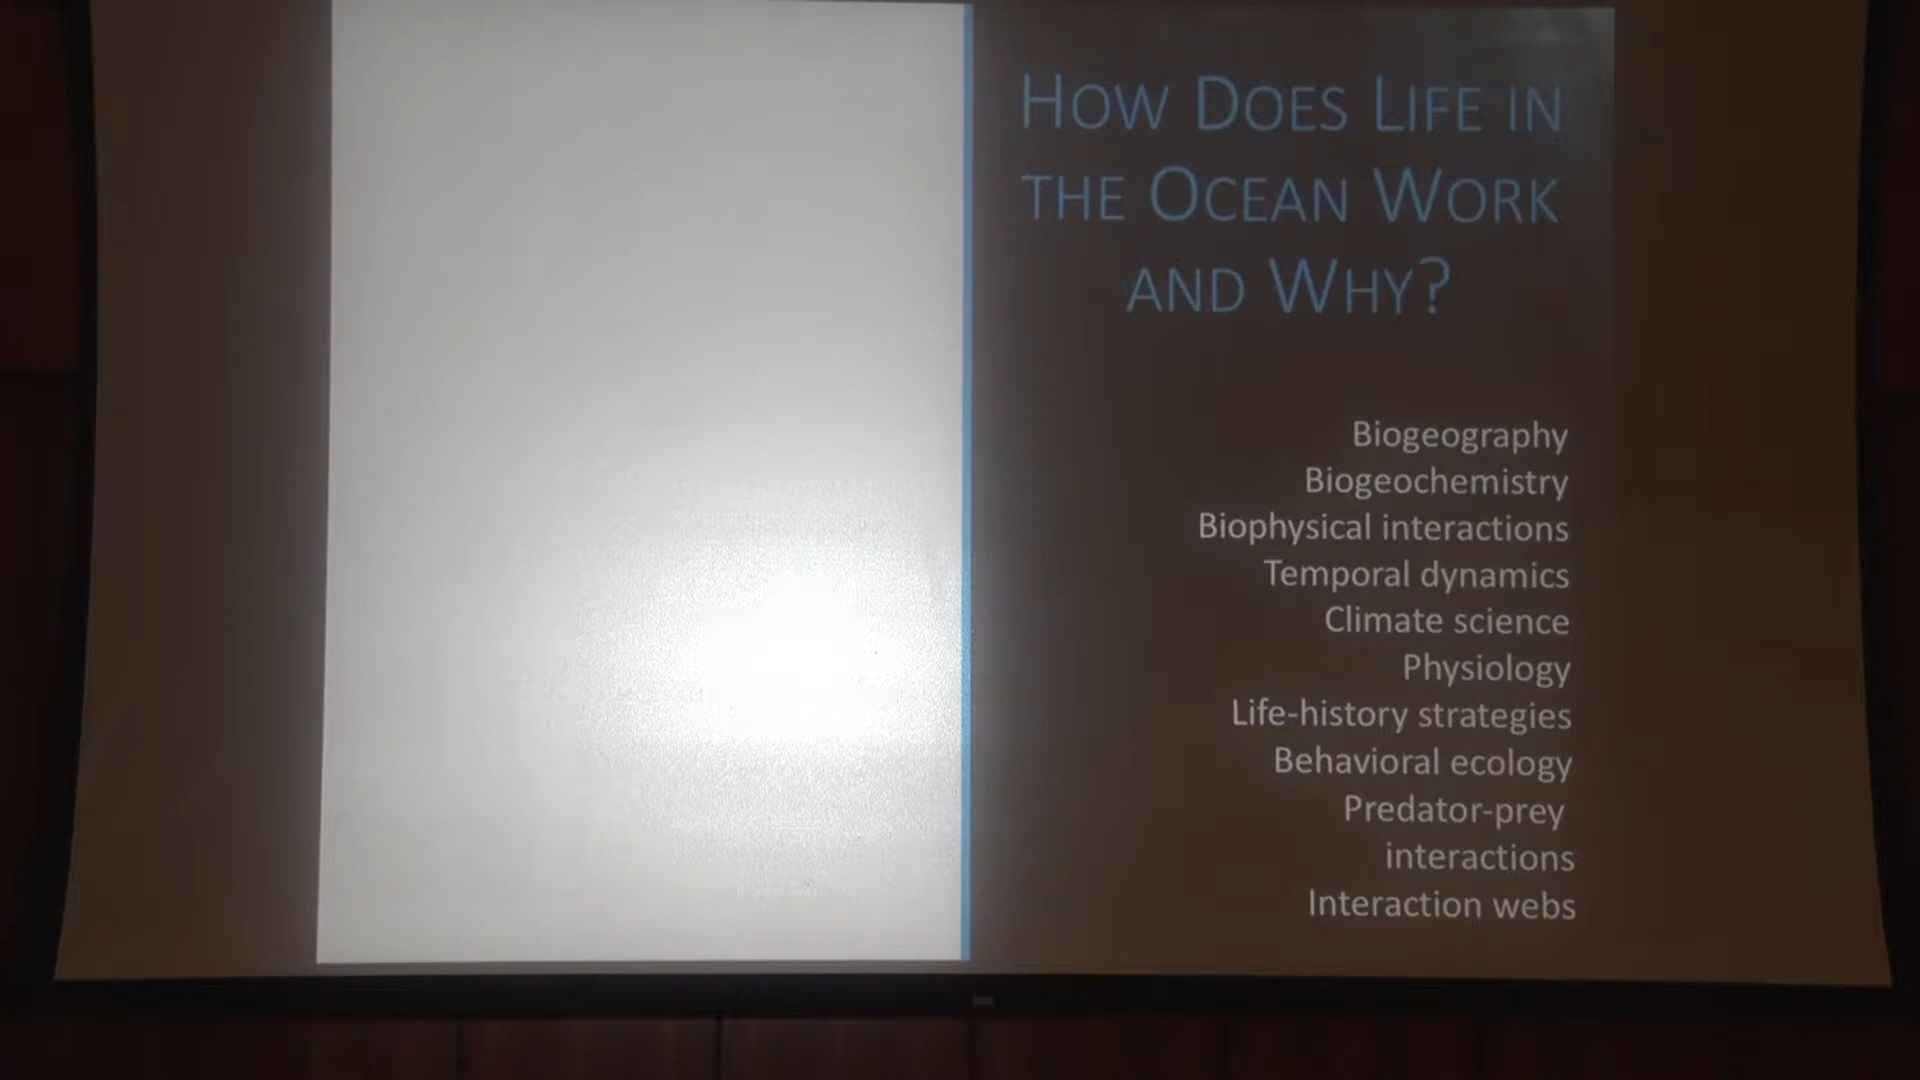 HOW DOES LIFE IN
THE OCEAN WORK
AND WHY?
Biogeography
Biogeochemistry
Biophysical interactions
Temporal dynamics
Climate science
Physiology
Life-history strategies
Behavioral ecology
Predator-prey
interactions
Interaction webs